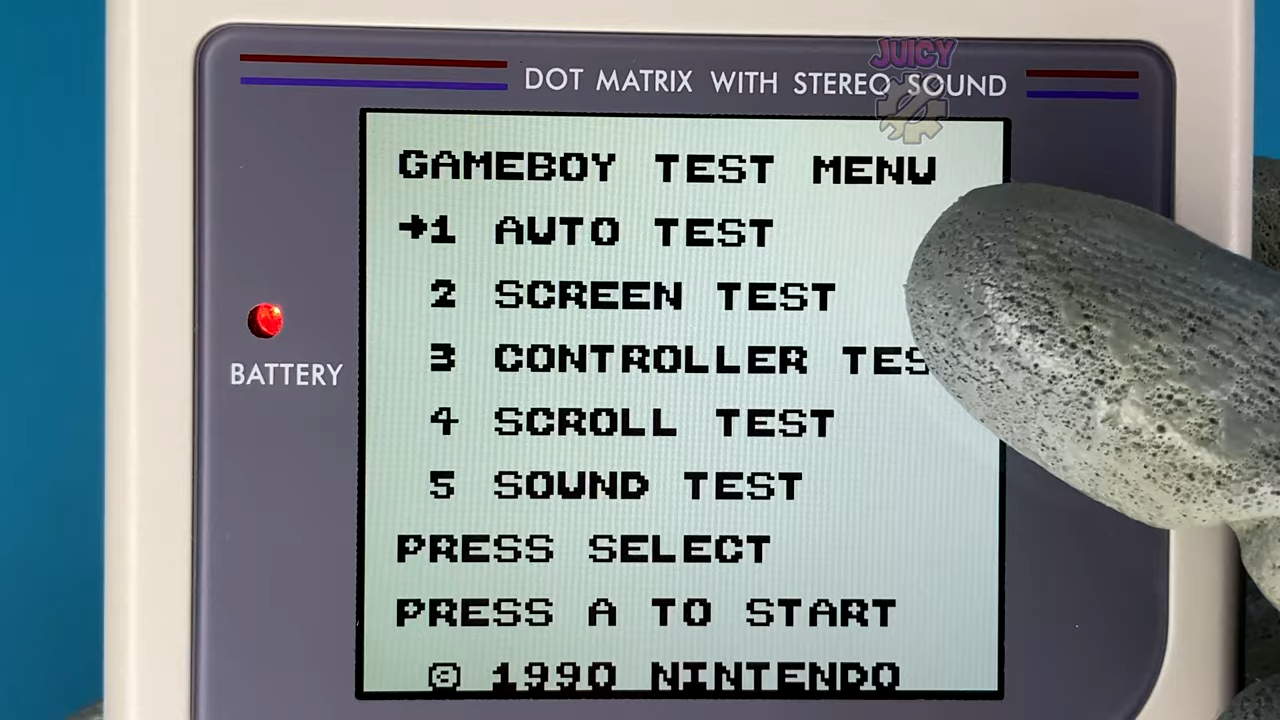 JUICY
DOT MATRIX WITH STEREO SOUND
GAMEBOY TEST MENU
→1 AUTO TEST
2 SCREEN TEST
3 CONTROLLER TES
4 SCROLL TEST
5 SOUND TEST
BATTERY
PRESS SELECT
PRESS A TO START
© 1990 NINTENDO